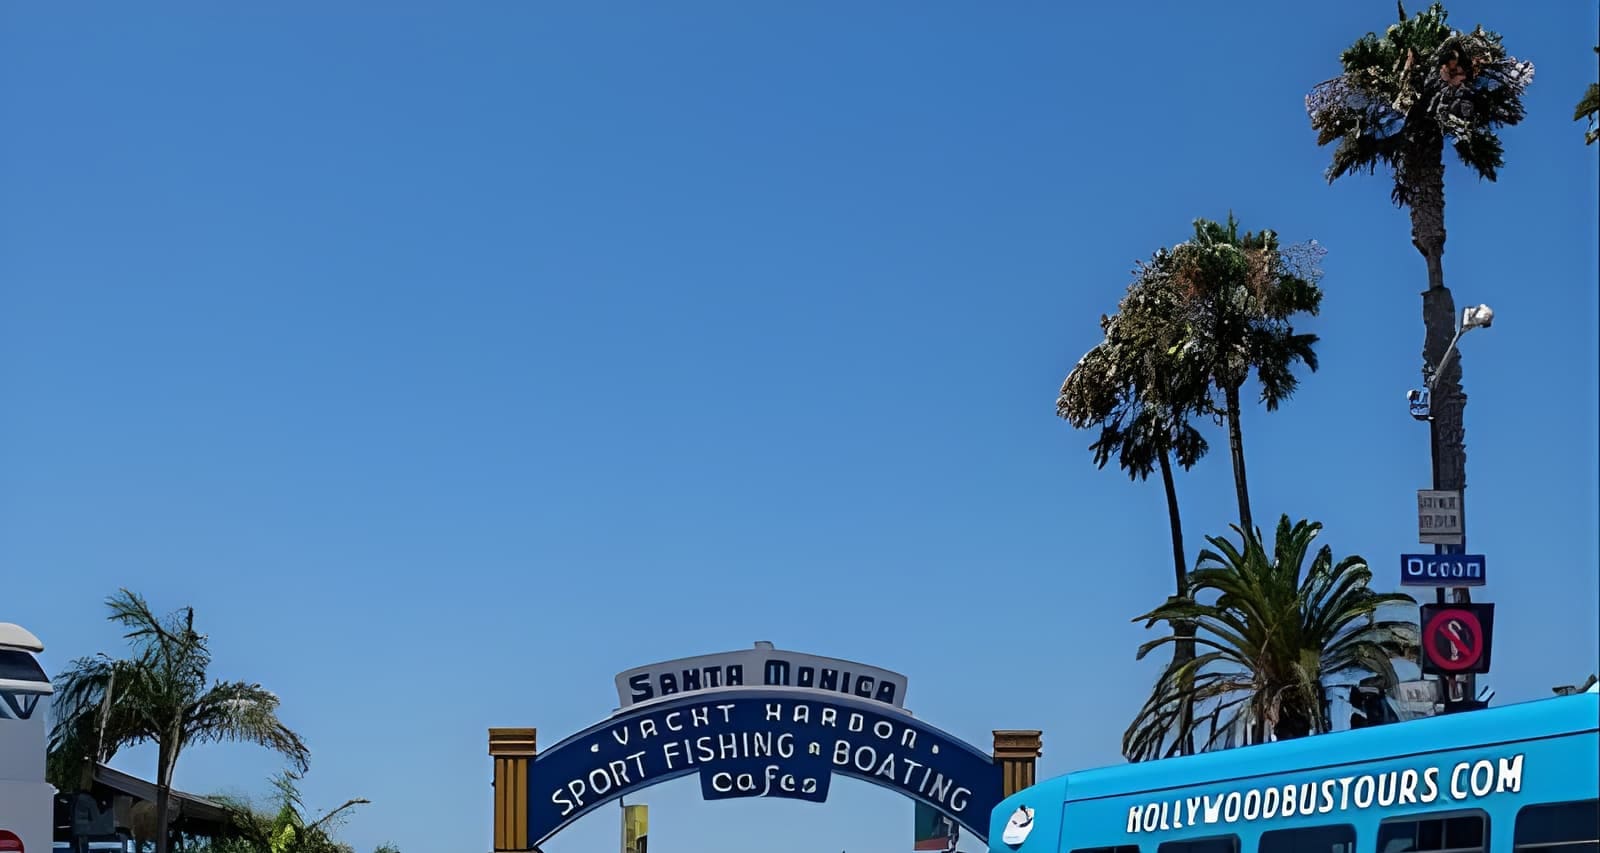 SANTA MONICA
• YACHT HARBOR •
SPORT FISHING & BOATING
Cafes
Ocean
HOLLYWOODBUSTOURS.COM